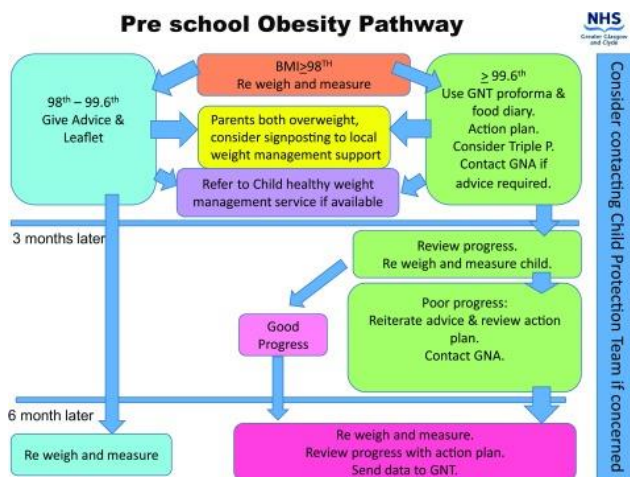 Pre school Obesity Pathway
NHS
Greater Glasgow
and Clyde
BMI≥98TH
Re weigh and measure
98th – 99.6th
Give Advice &
Leaflet
Parents both overweight,
consider signposting to local
weight management support
≥ 99.6th
Use GNT proforma &
food diary.
Action plan.
Consider Triple P.
Contact GNA if
advice required.
Refer to Child healthy weight
management service if available
3 months later
Review progress.
Re weigh and measure child.
Good
Progress
Poor progress:
Reiterate advice & review action
plan.
Contact GNA.
6 month later
Re weigh and measure
Re weigh and measure.
Review progress with action plan.
Send data to GNT.
Consider contacting Child Protection Team if concerned